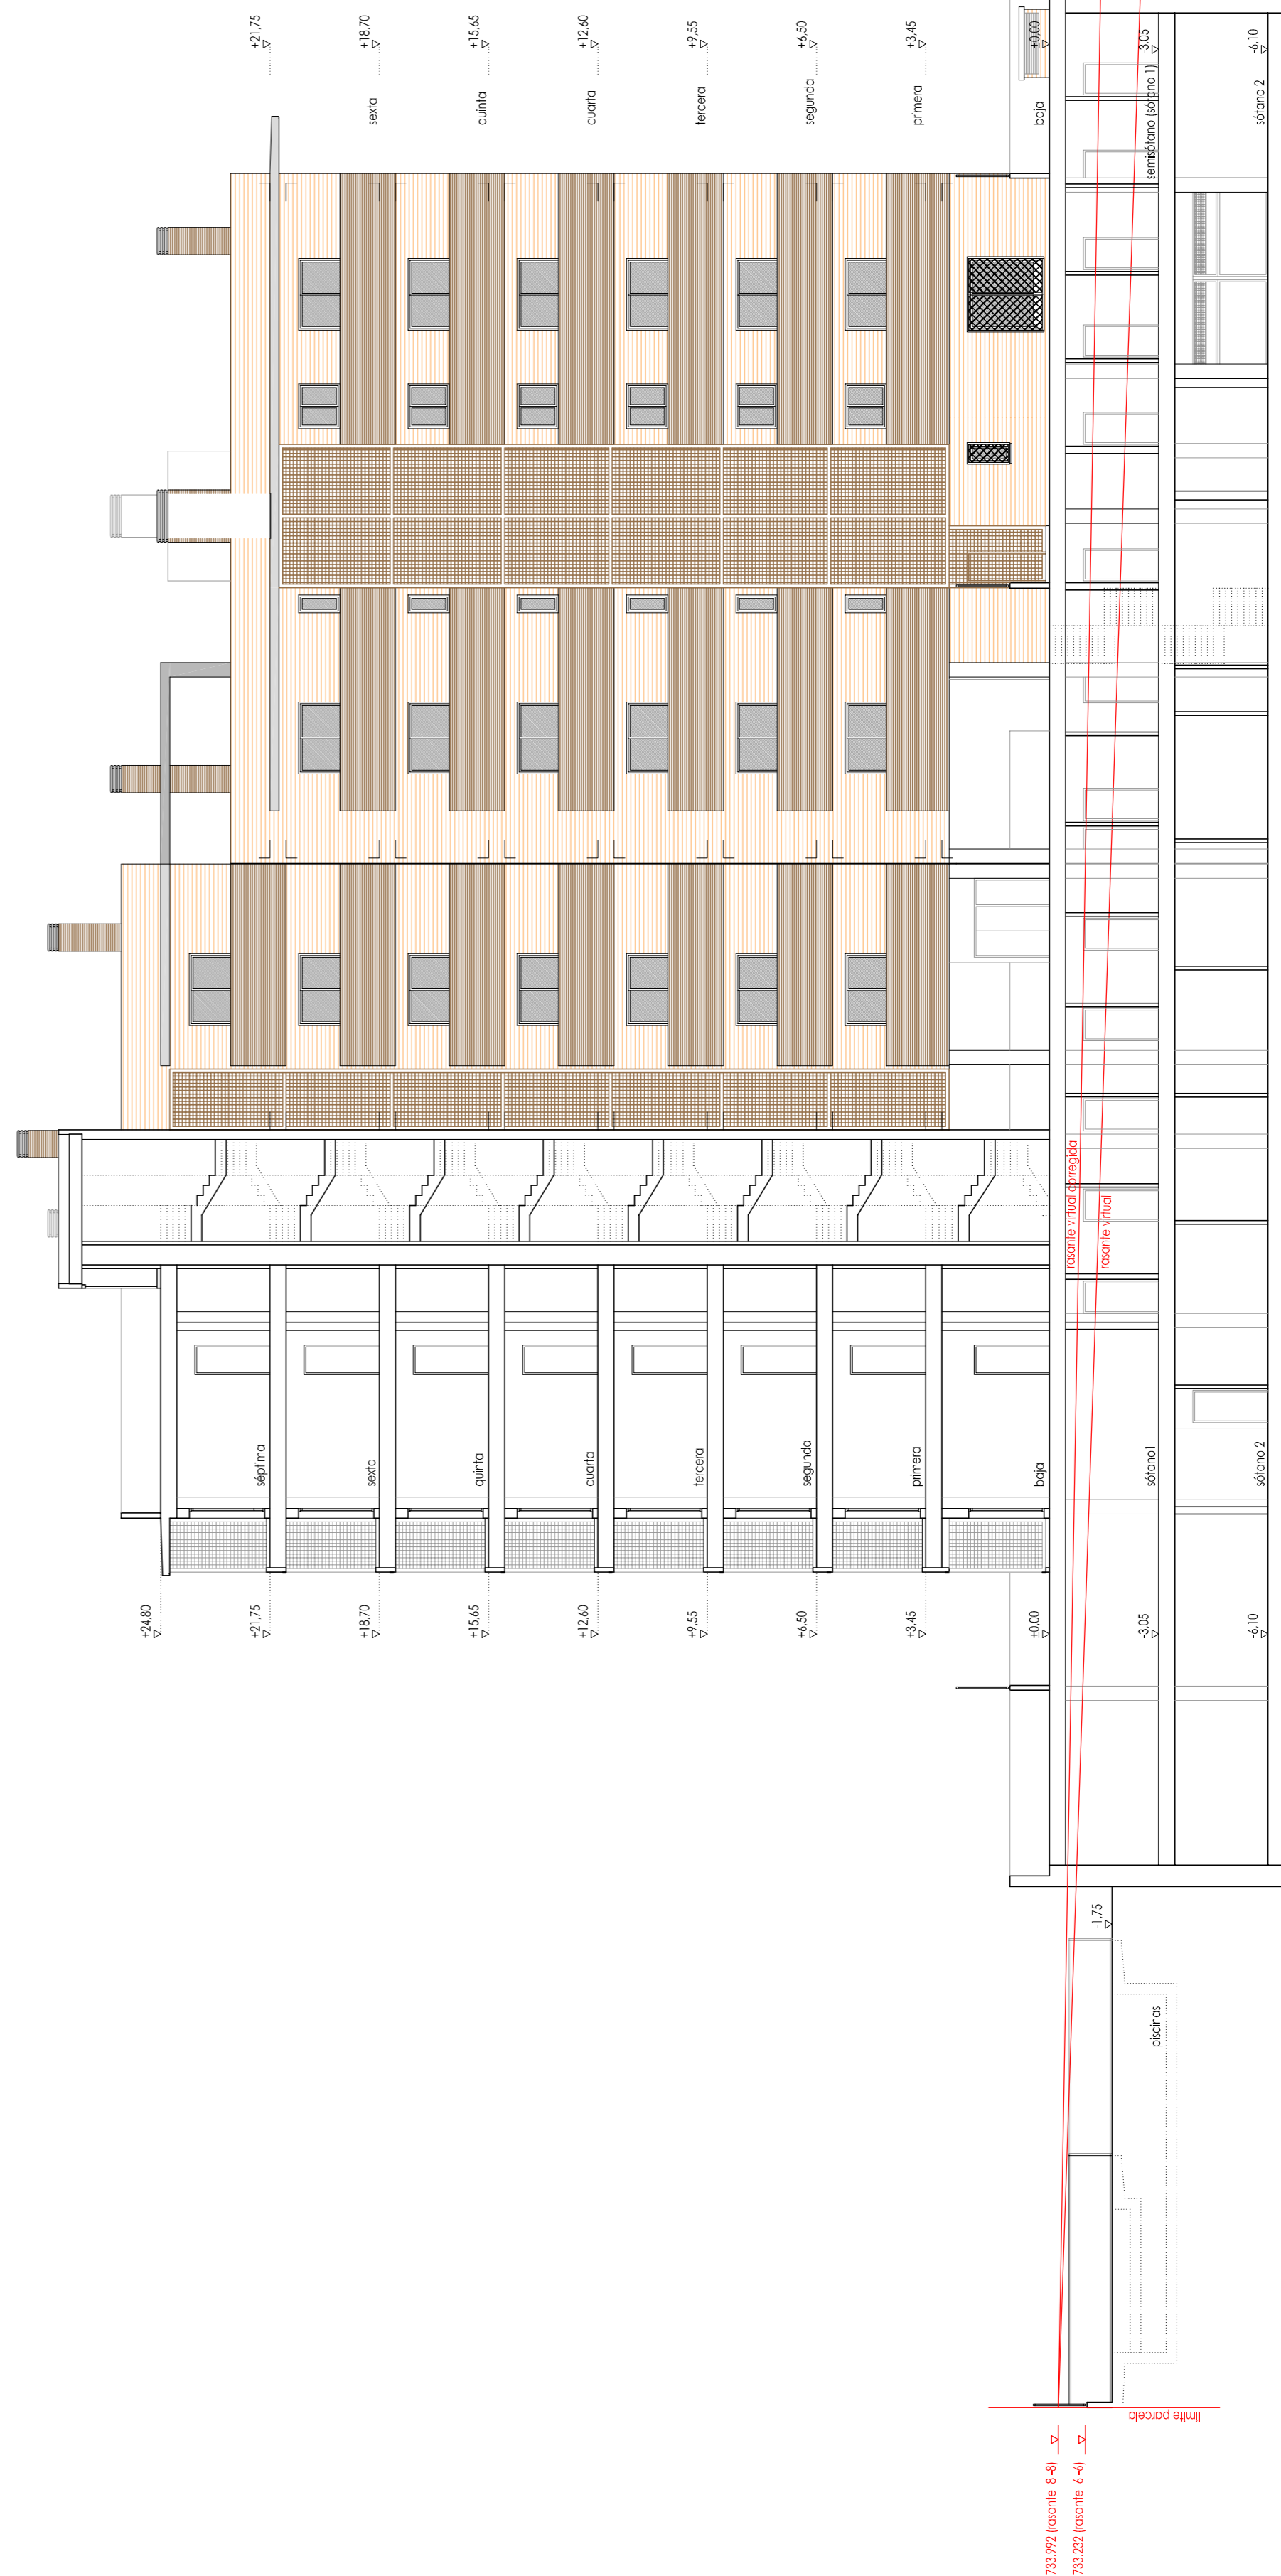 +21,75
+18,70
+15,65
+12,60
+9,55
+6,50
+3,45
±0,00
-3,05
-6,10
sexta
quinta
cuarta
tercera
segunda
primera
baja
semisótano (sótano 1)
sótano 2
rasante virtual corregida
rasante virtual
séptima
sexta
quinta
cuarta
tercera
segunda
primera
baja
sótano1
sótano 2
+24,80
+21,75
+18,70
+15,65
+12,60
+9,55
+6,50
+3,45
±0,00
-3,05
-6,10
-1,75
piscinas
límite parcela
733.992 (rasante 8-8)
733.232 (rasante 6-6)